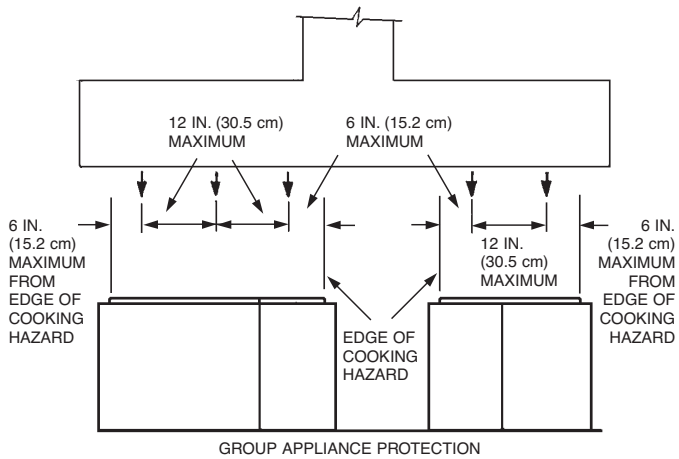 12 IN. (30.5 cm)
MAXIMUM
6 IN. (15.2 cm)
MAXIMUM
6 IN.
(15.2 cm)
MAXIMUM
FROM
EDGE OF
COOKING
HAZARD
EDGE OF
COOKING
HAZARD
12 IN.
(30.5 cm)
MAXIMUM
6 IN.
(15.2 cm)
MAXIMUM
FROM
EDGE OF
COOKING
HAZARD
GROUP APPLIANCE PROTECTION